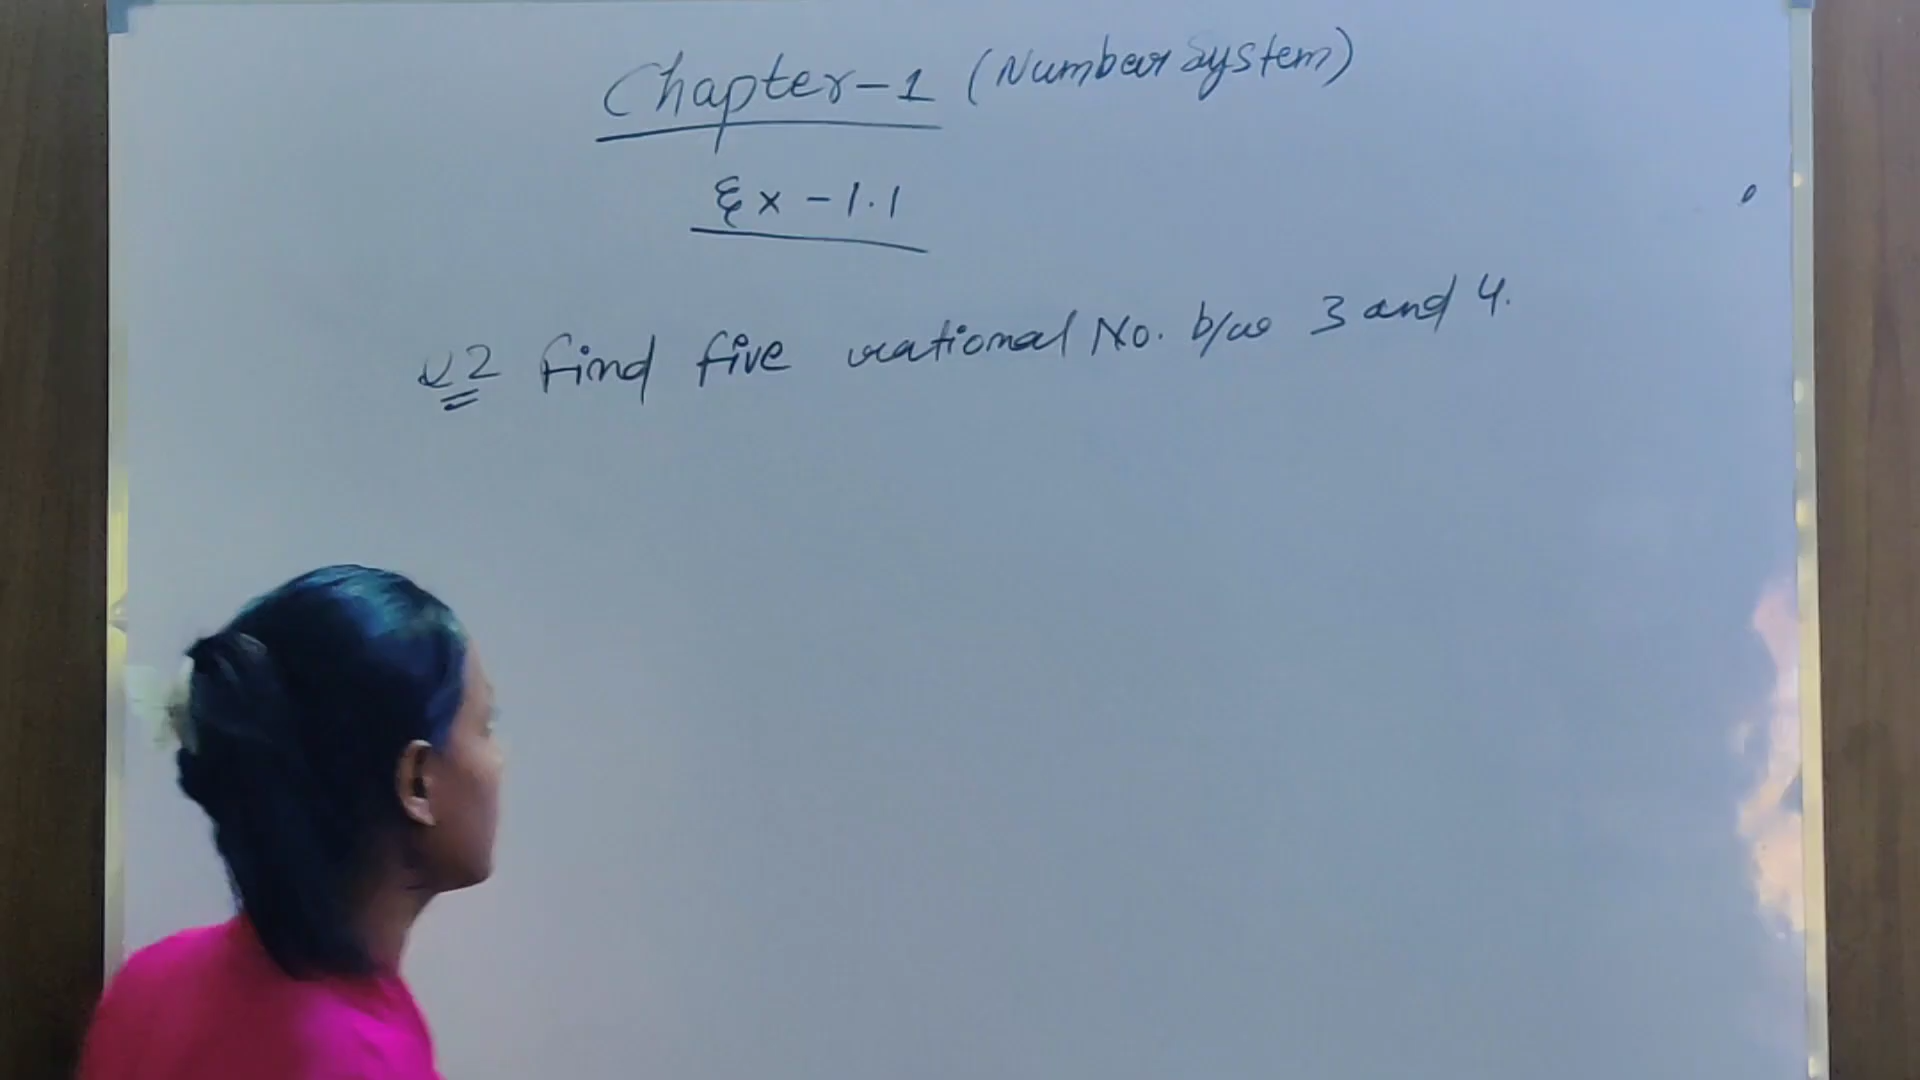 Chapter-1 (Number System)
Ex - 1.1
Q2 Find five rational No. b/w 3 and 4.